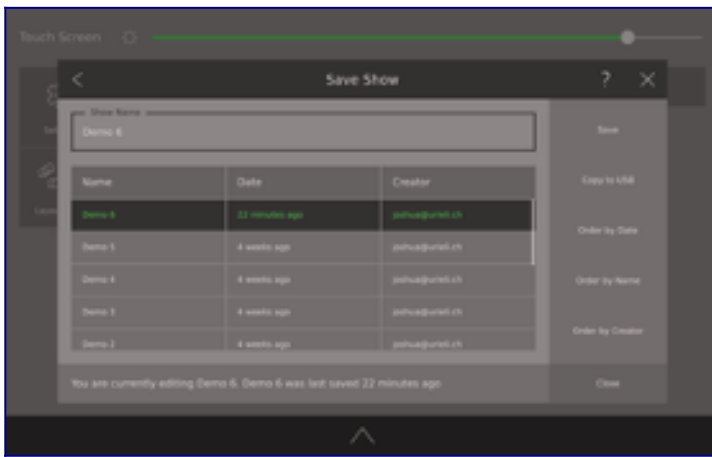 Touch Screen
Save Show
?
Show Name
Demo 6
Save
Name Date Creator
Copy to USB
Demo 6 22 minutes ago
Demo 5 4 weeks ago
Demo 4 4 weeks ago
Demo 3 4 weeks ago
Demo 2 4 weeks ago
Order by Date
Order by Name
Order by Creator
You are currently editing Demo 6. Demo 6 was last saved 22 minutes ago
Close